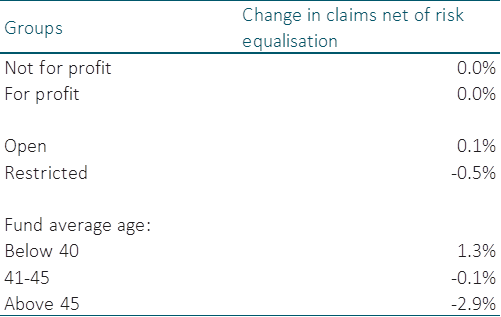 Groups
Change in claims net of risk
equalisation
Not for profit 0.0%
For profit 0.0%
Open 0.1%
Restricted -0.5%
Fund average age:
Below 40 1.3%
41-45 -0.1%
Above 45 -2.9%